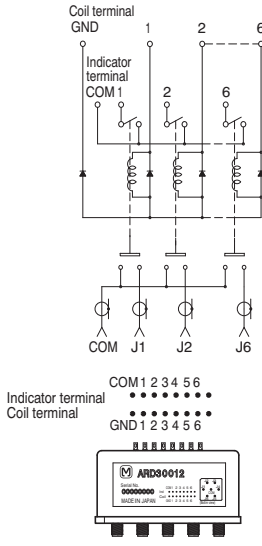 Coil terminal
GND 1 2 6
Indicator
terminal
COM 1 2 6
COM J1 J2 J6
COM 1 2 3 4 5 6
Indicator terminal
Coil terminal
GND 1 2 3 4 5 6
M ARD30012
Serial No.
MADE IN JAPAN